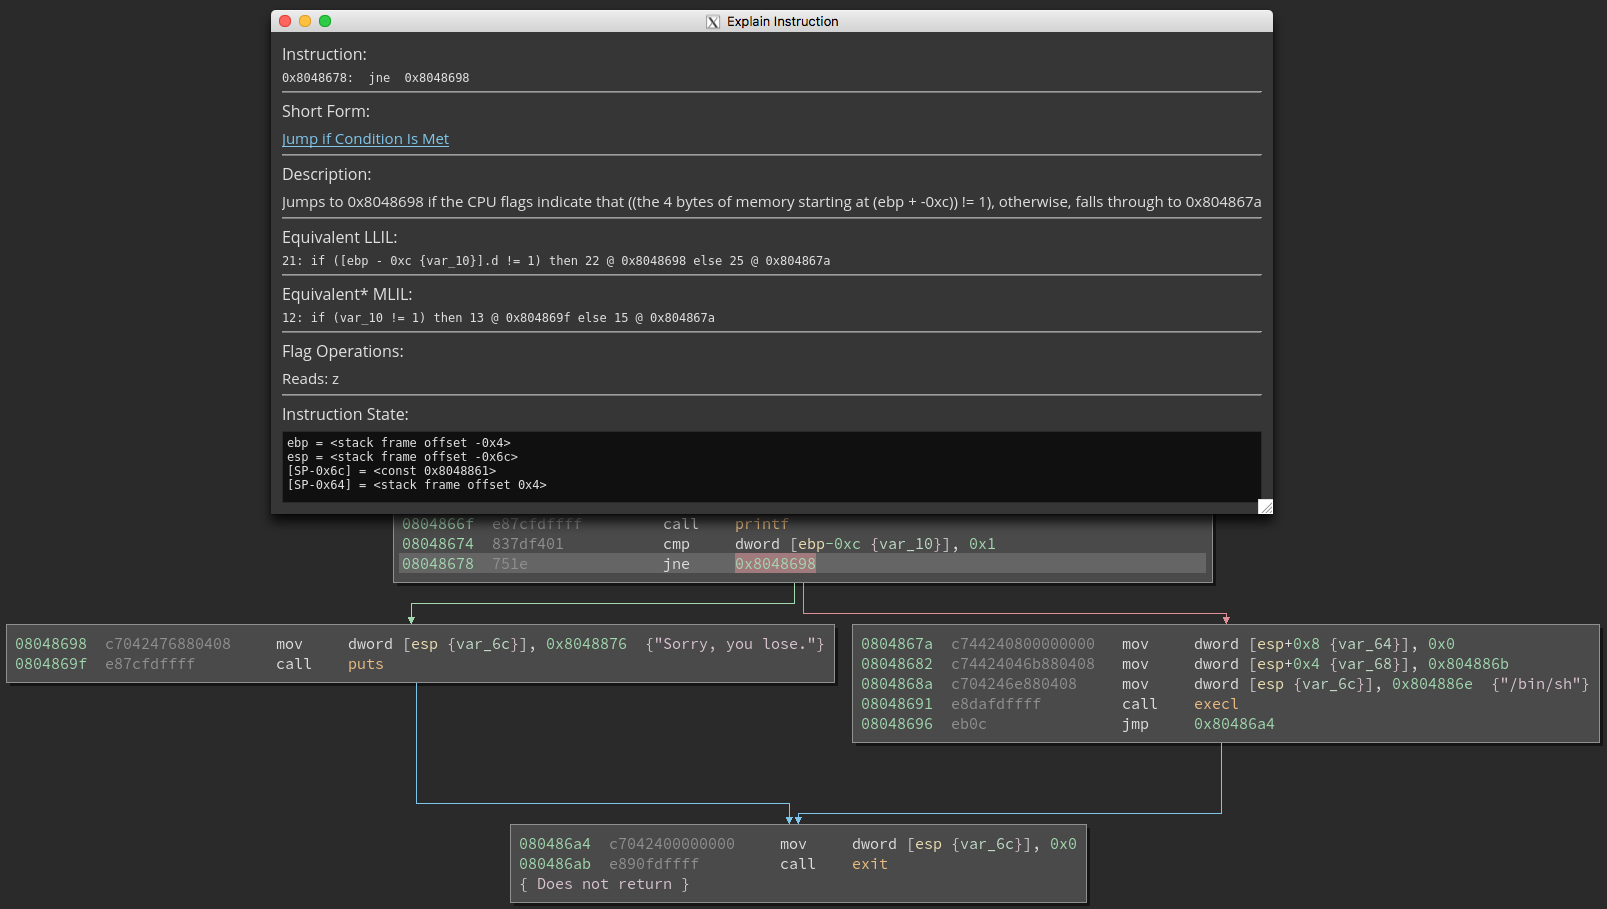 Explain Instruction
Instruction:
0x8048678:  jne  0x8048698
Short Form:
Jump if Condition Is Met
Description:
Jumps to 0x8048698 if the CPU flags indicate that ((the 4 bytes of memory starting at (ebp + -0xc)) != 1), otherwise, falls through to 0x804867a
Equivalent LLIL:
21: if ([ebp - 0xc {var_10}].d != 1) then 22 @ 0x8048698 else 25 @ 0x804867a
Equivalent* MLIL:
12: if (var_10 != 1) then 13 @ 0x804869f else 15 @ 0x804867a
Flag Operations:
Reads: z
Instruction State:
ebp = <stack frame offset -0x4>
esp = <stack frame offset -0x6c>
[SP-0x6c] = <const 0x8048861>
[SP-0x64] = <stack frame offset 0x4>
0804866f  e87cfdffff  call  printf
08048674  837df401  cmp  dword [ebp-0xc {var_10}], 0x1
08048678  751e  jne  0x8048698
08048698  c7042476880408  mov  dword [esp {var_6c}], 0x8048876  {"Sorry, you lose."}
0804869f  e87cfdffff  call  puts
0804867a  c744240800000000  mov  dword [esp+0x8 {var_64}], 0x0
08048682  c74424046b880408  mov  dword [esp+0x4 {var_68}], 0x804886b
0804868a  c704246e880408  mov  dword [esp {var_6c}], 0x804886e  {"/bin/sh"}
08048691  e8dafdffff  call  execl
08048696  eb0c  jmp  0x80486a4
080486a4  c7042400000000  mov  dword [esp {var_6c}], 0x0
080486ab  e890fdffff  call  exit
{ Does not return }